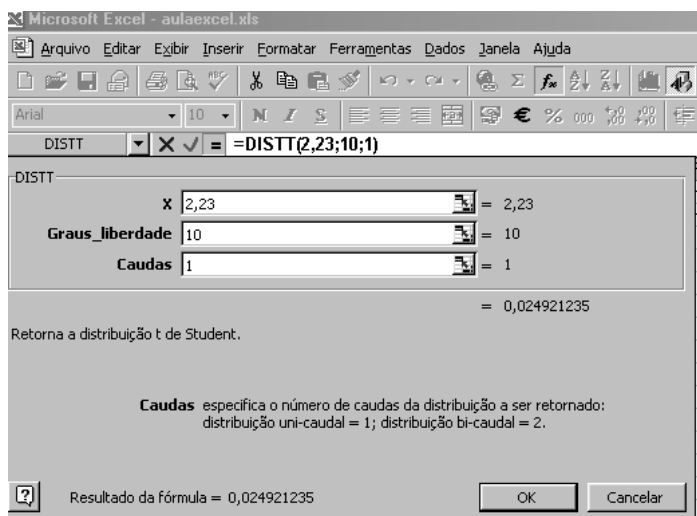 Microsoft Excel - aulaexcel.xls
Arquivo Editar Exibir Inserir Formatar Ferramentas Dados Janela Ajuda
Arial 10 N I S € % 000
DISTT = =DISTT(2,23;10;1)
DISTT
X 2,23 = 2,23
Graus_liberdade 10 = 10
Caudas 1 = 1
= 0,024921235
Retorna a distribuição t de Student.
Caudas especifica o número de caudas da distribuição a ser retornado:
distribuição uni-caudal = 1; distribuição bi-caudal = 2.
Resultado da fórmula = 0,024921235
OK Cancelar